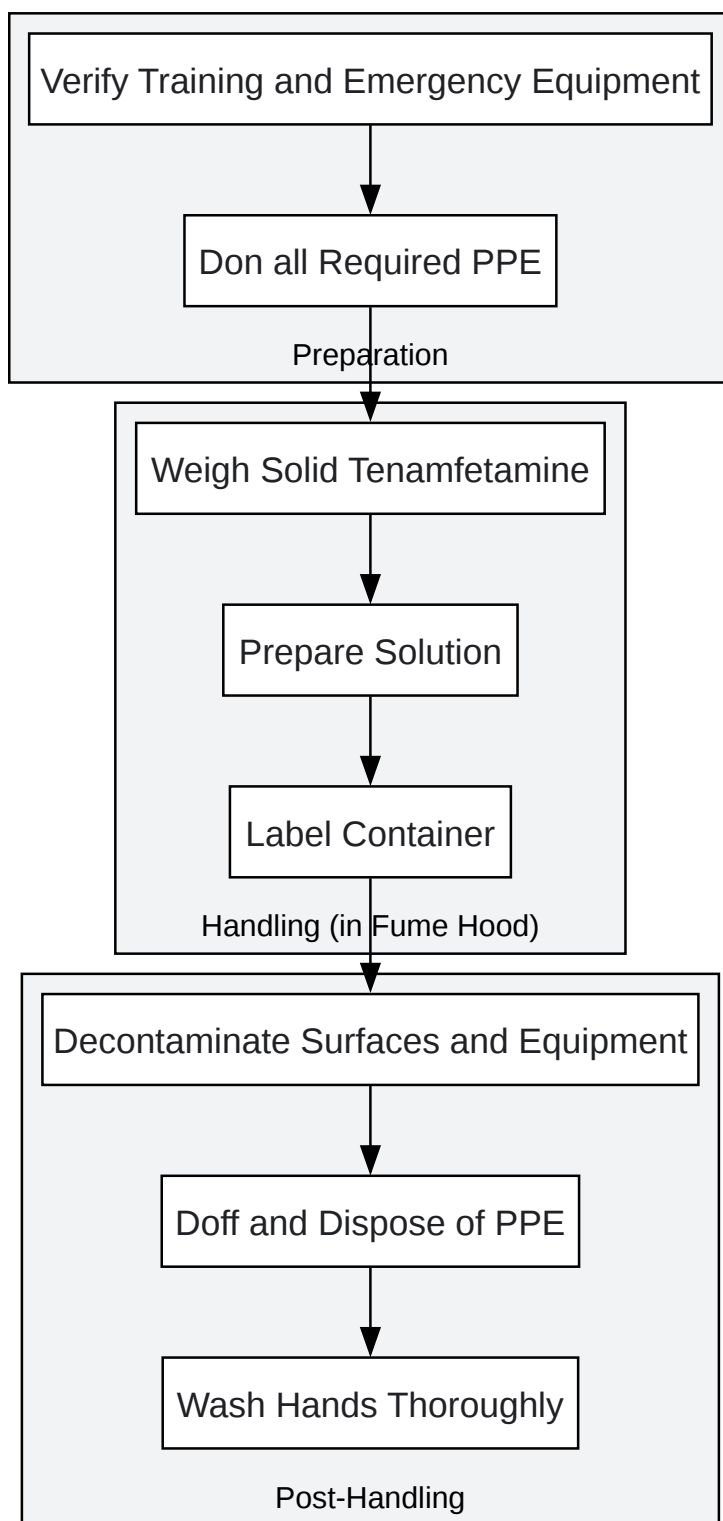 Verify Training and Emergency Equipment
Don all Required PPE
Preparation
Weigh Solid Tenamfetamine
Prepare Solution
Label Container
Handling (in Fume Hood)
Decontaminate Surfaces and Equipment
Doff and Dispose of PPE
Wash Hands Thoroughly
Post-Handling